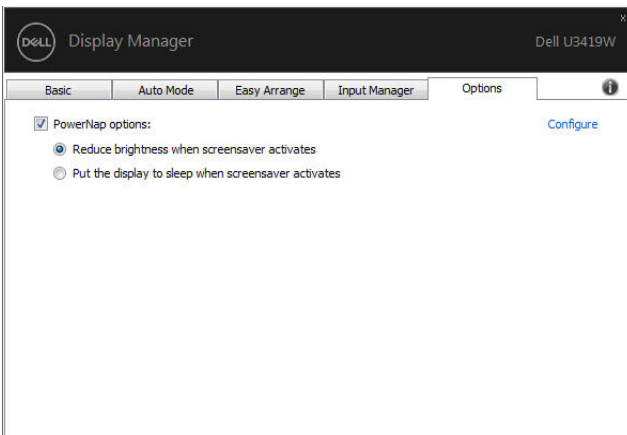 DELL Display Manager
Dell U3419W
x
Basic Auto Mode Easy Arrange Input Manager Options
PowerNap options: Configure
Reduce brightness when screensaver activates
Put the display to sleep when screensaver activates